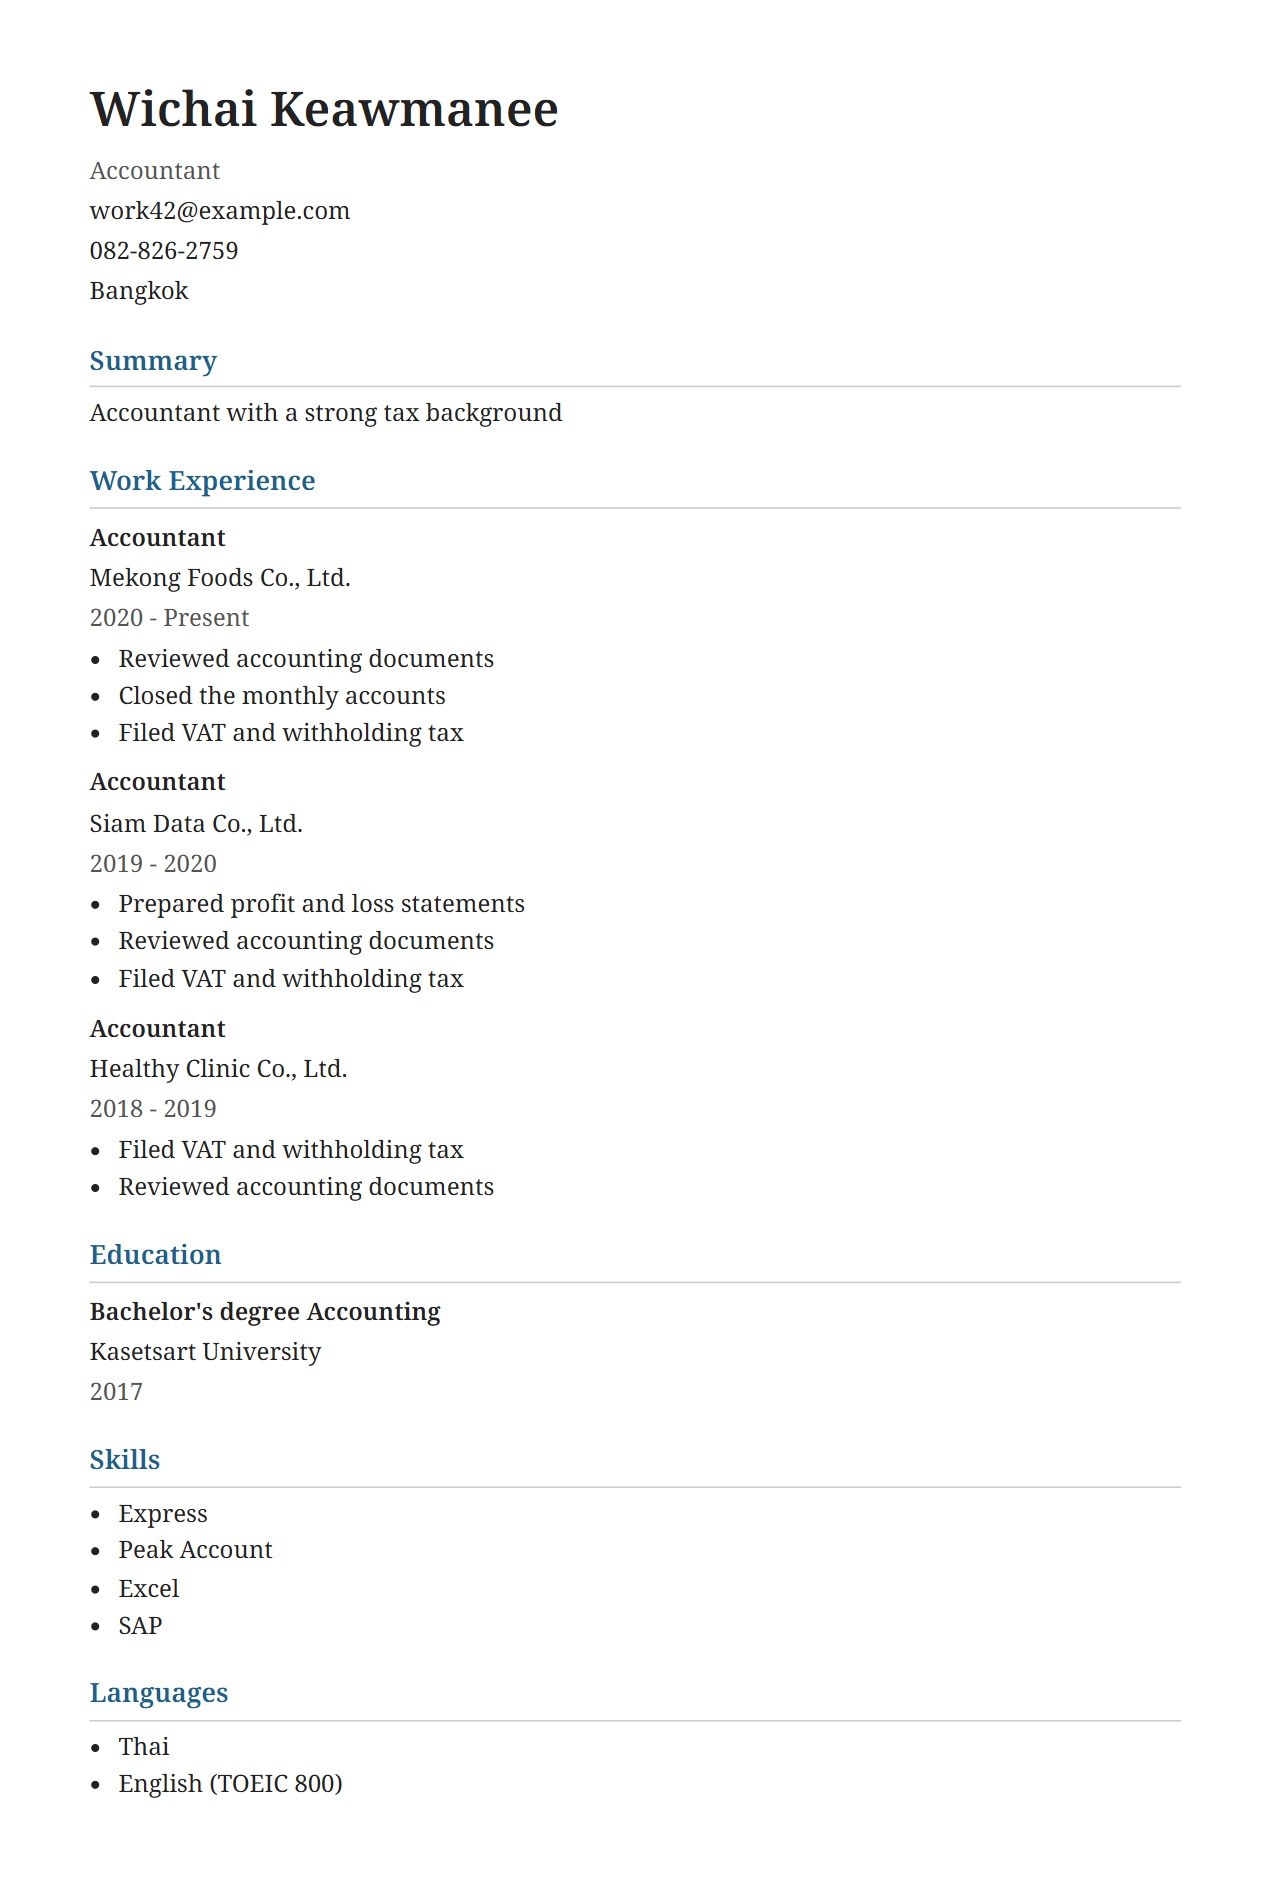 Wichai Keawmanee
Accountant
work42@example.com
082-826-2759
Bangkok
Summary
Accountant with a strong tax background
Work Experience
Accountant
Mekong Foods Co., Ltd.
2020 - Present
• Reviewed accounting documents
• Closed the monthly accounts
• Filed VAT and withholding tax
Accountant
Siam Data Co., Ltd.
2019 - 2020
• Prepared profit and loss statements
• Reviewed accounting documents
• Filed VAT and withholding tax
Accountant
Healthy Clinic Co., Ltd.
2018 - 2019
• Filed VAT and withholding tax
• Reviewed accounting documents
Education
Bachelor's degree Accounting
Kasetsart University
2017
Skills
• Express
• Peak Account
• Excel
• SAP
Languages
• Thai
• English (TOEIC 800)